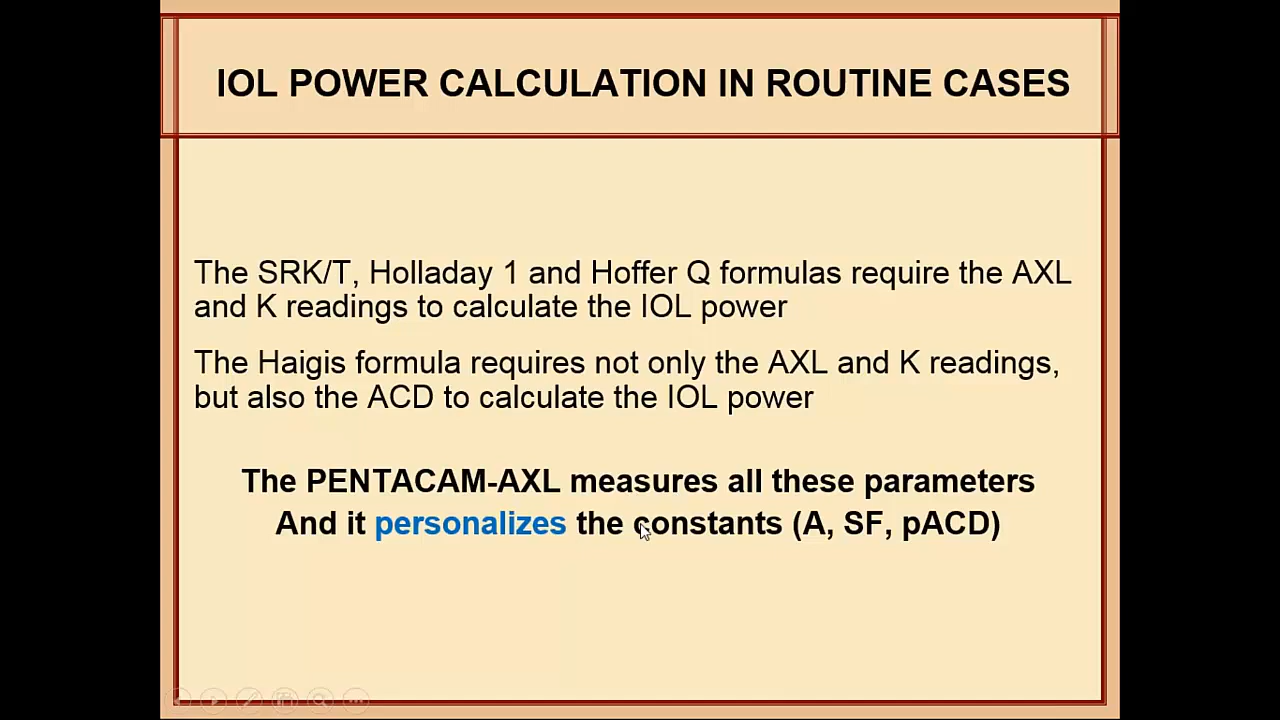 IOL POWER CALCULATION IN ROUTINE CASES
The SRK/T, Holladay 1 and Hoffer Q formulas require the AXL
and K readings to calculate the IOL power
The Haigis formula requires not only the AXL and K readings,
but also the ACD to calculate the IOL power
The PENTACAM-AXL measures all these parameters
And it personalizes the constants (A, SF, pACD)